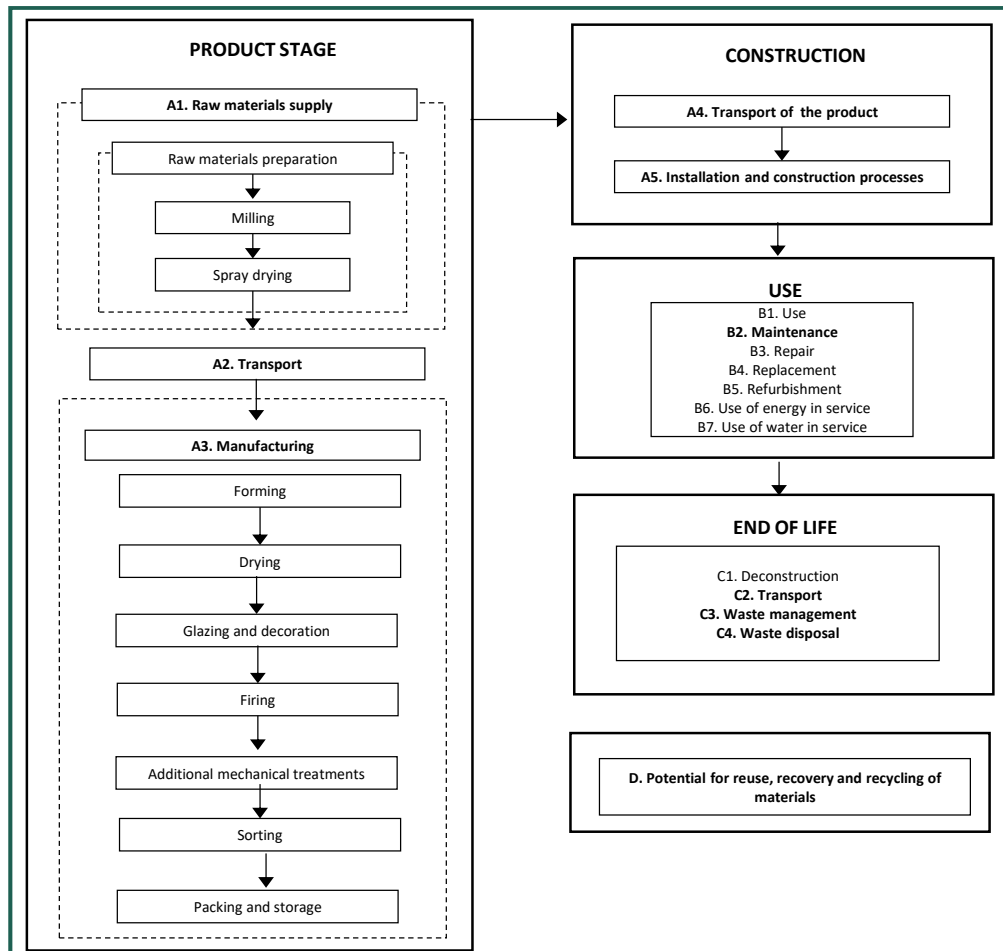 PRODUCT STAGE
A1. Raw materials supply
Raw materials preparation
Milling
Spray drying
A2. Transport
A3. Manufacturing
Forming
Drying
Glazing and decoration
Firing
Additional mechanical treatments
Sorting
Packing and storage
CONSTRUCTION
A4. Transport of the product
A5. Installation and construction processes
USE
B1. Use
B2. Maintenance
B3. Repair
B4. Replacement
B5. Refurbishment
B6. Use of energy in service
B7. Use of water in service
END OF LIFE
C1. Deconstruction
C2. Transport
C3. Waste management
C4. Waste disposal
D. Potential for reuse, recovery and recycling of
materials